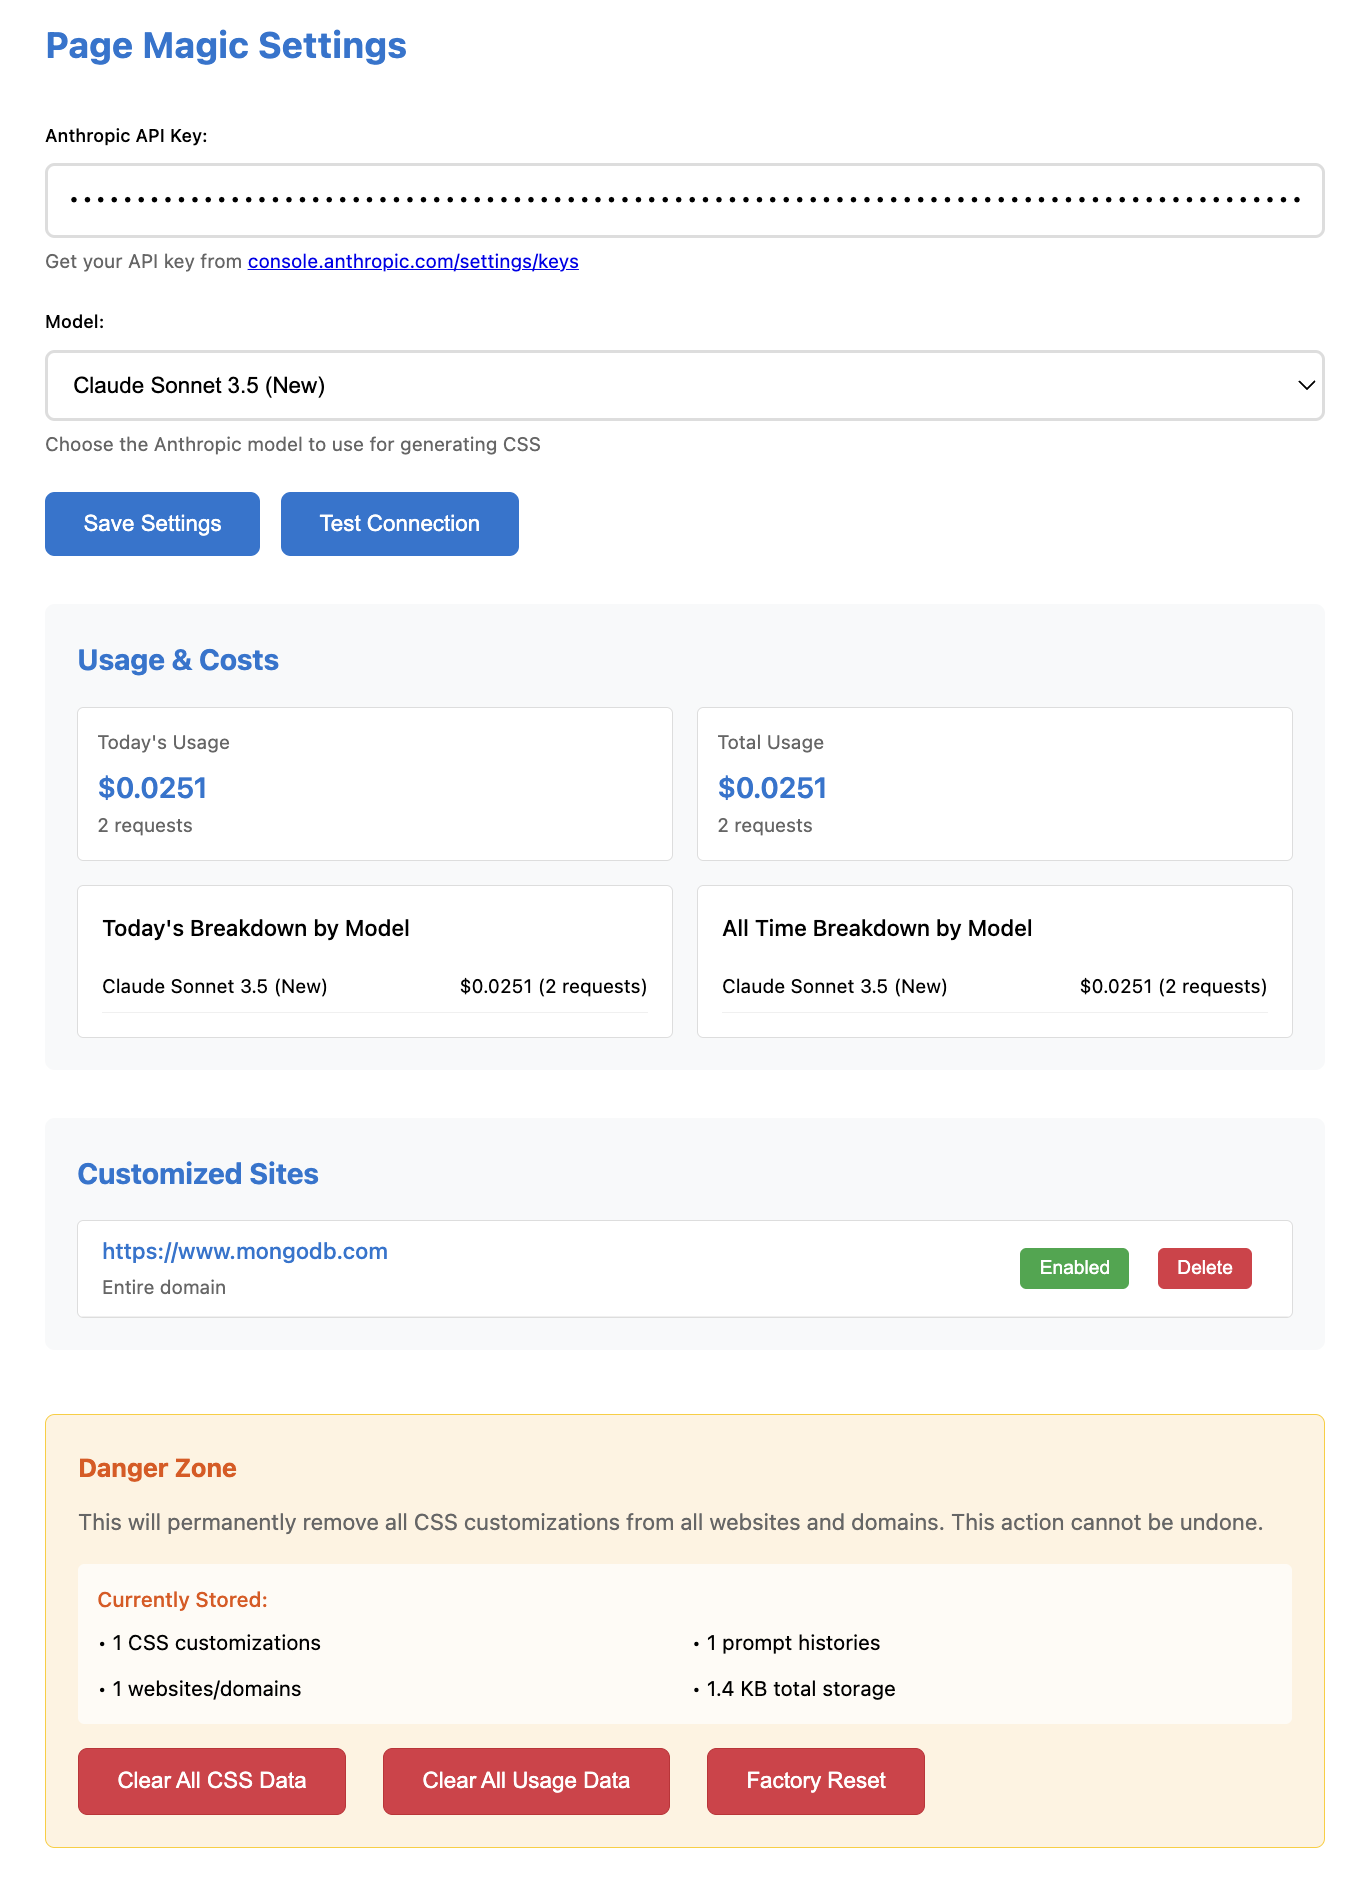 Page Magic Settings
Anthropic API Key:
Get your API key from console.anthropic.com/settings/keys
Model:
Claude Sonnet 3.5 (New)
Choose the Anthropic model to use for generating CSS
Save Settings
Test Connection
Usage & Costs
Today's Usage
$0.0251
2 requests
Total Usage
$0.0251
2 requests
Today's Breakdown by Model
Claude Sonnet 3.5 (New) $0.0251 (2 requests)
All Time Breakdown by Model
Claude Sonnet 3.5 (New) $0.0251 (2 requests)
Customized Sites
https://www.mongodb.com
Entire domain
Enabled
Delete
Danger Zone
This will permanently remove all CSS customizations from all websites and domains. This action cannot be undone.
Currently Stored:
• 1 CSS customizations
• 1 prompt histories
• 1 websites/domains
• 1.4 KB total storage
Clear All CSS Data
Clear All Usage Data
Factory Reset